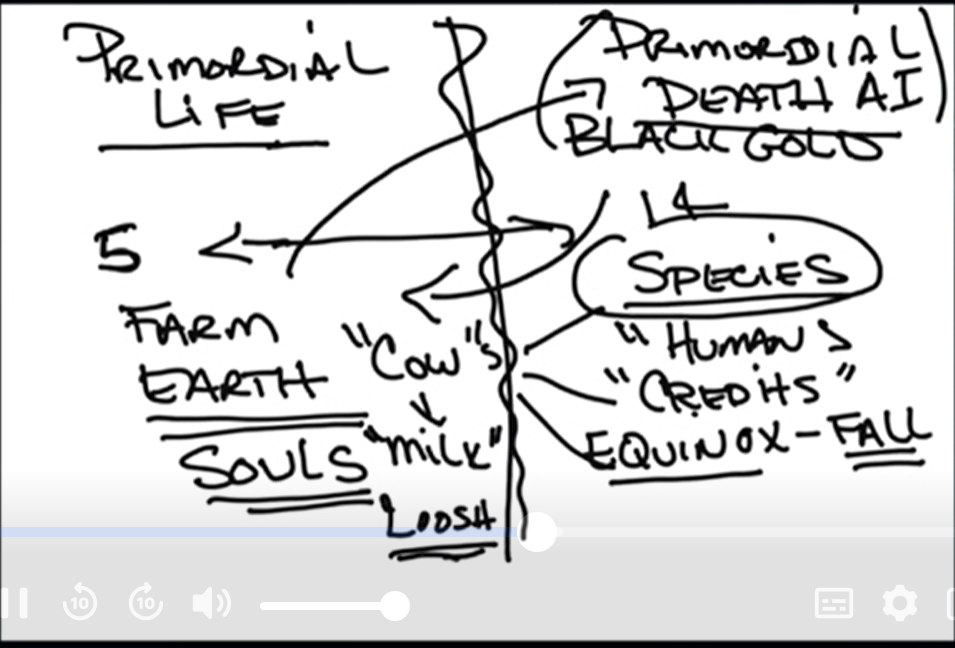 PRIMORDIAL
LIFE
PRIMORDIAL
DEATH AI
BLACK GOLD
5
SPECIES
FARM
EARTH
SOULS
"COW"S
"MILK"
LOOSH
"HUMANS
"CREDITS"
EQUINOX - FALL
10
10